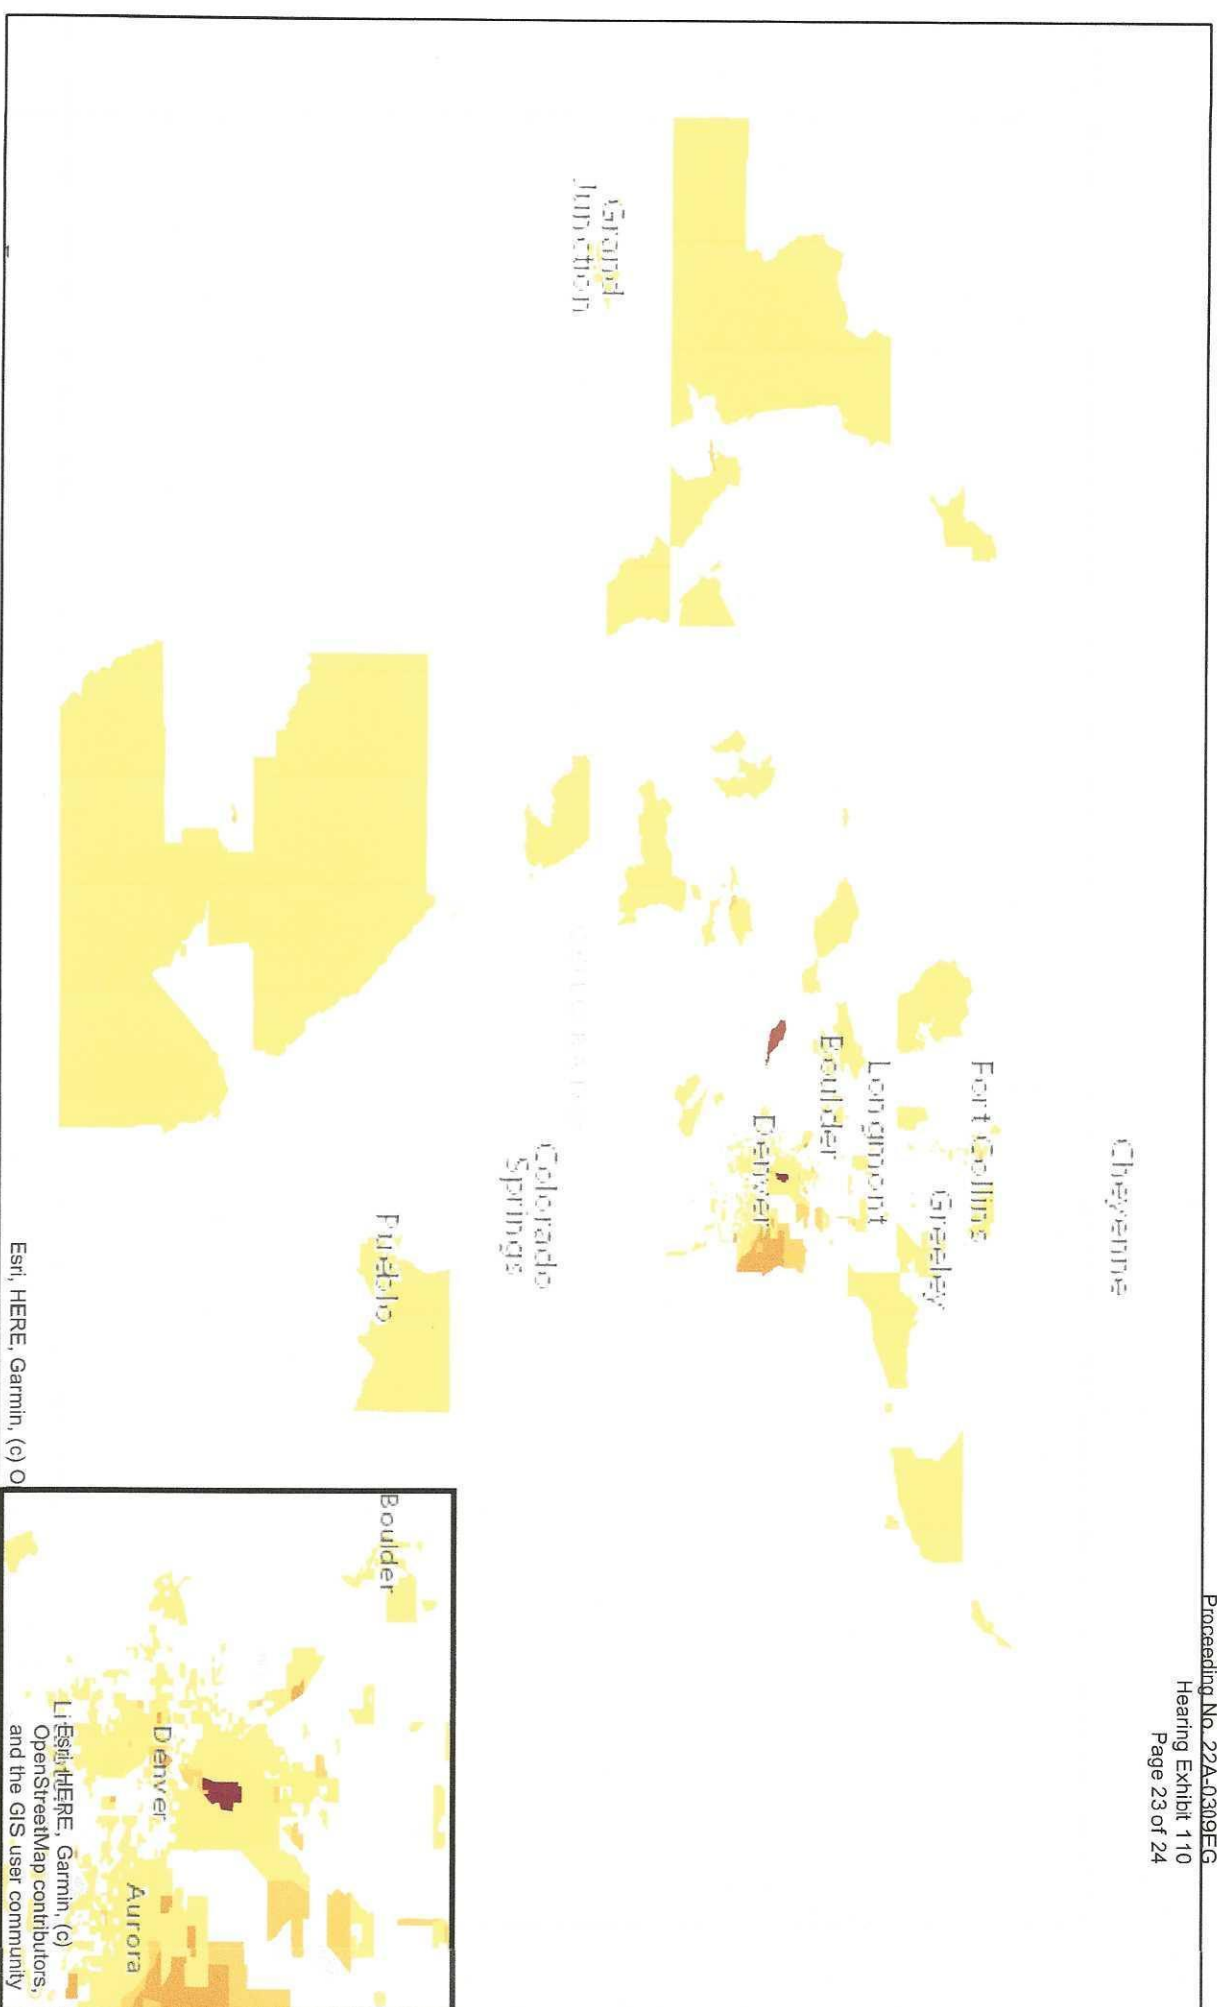 Proceeding No. 22A-0309EG
Hearing Exhibit 110
Page 23 of 24
Cheyenne
Fort Collins
Greeley
Longmont
Boulder
Denver
Grand
Junction
Colorado
Springs
Pueblo
Esri, HERE, Garmin, (c) O
Boulder
Denver
Aurora
Esri, HERE, Garmin, (c)
OpenStreetMap contributors,
and the GIS user community